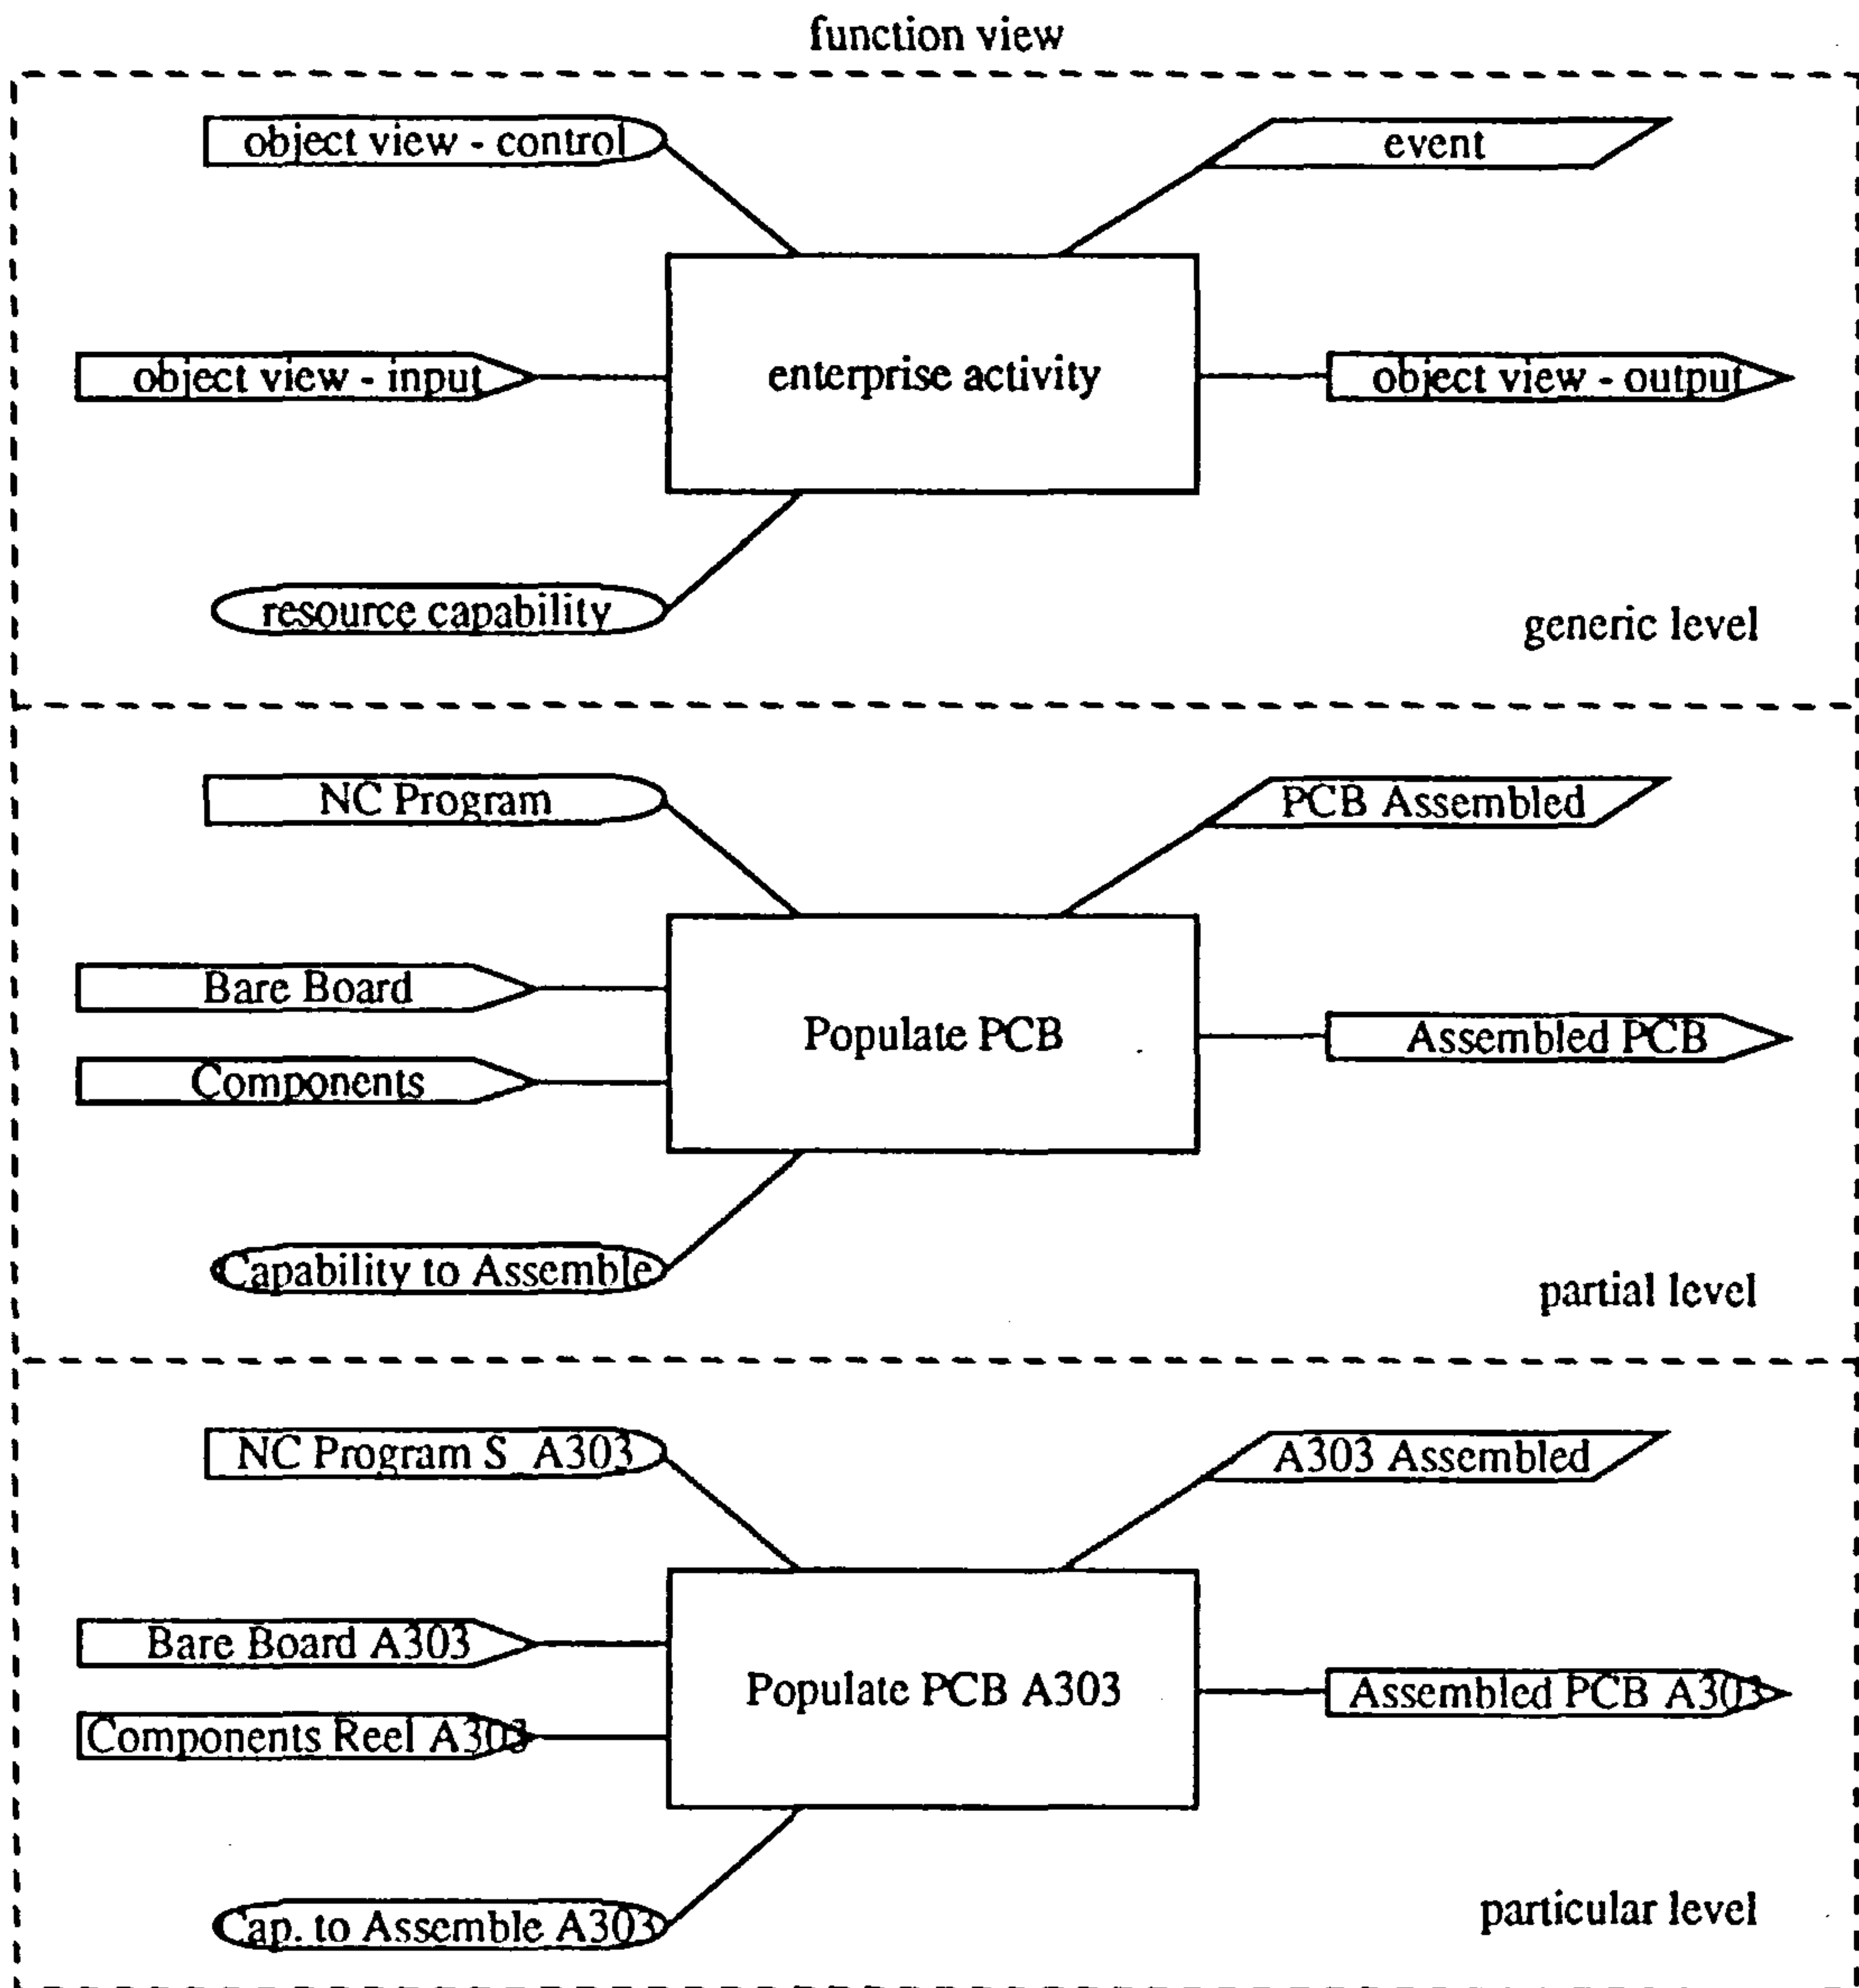 function view
object view - control
event
object view - input
enterprise activity
object view - output
resource capability
generic level
NC Program
PCB Assembled
Bare Board
Populate PCB
Assembled PCB
Components
Capability to Assemble
partial level
NC Program S A303
A303 Assembled
Bare Board A303
Populate PCB A303
Assembled PCB A303
Components Reel A303
Cap. to Assemble A303
particular level